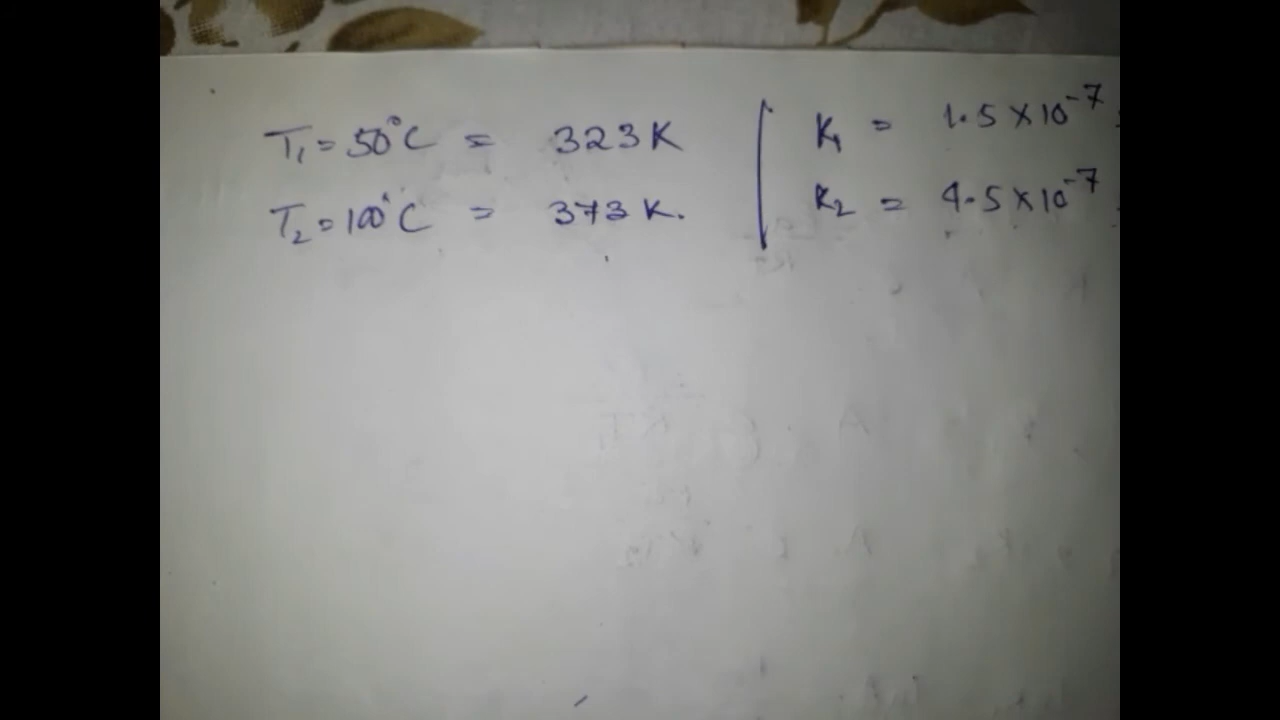 T₁ = 50°C = 323 K | K₁ = 1.5 × 10⁻⁷
T₂ = 100°C = 373 K. | K₂ = 4.5 × 10⁻⁷